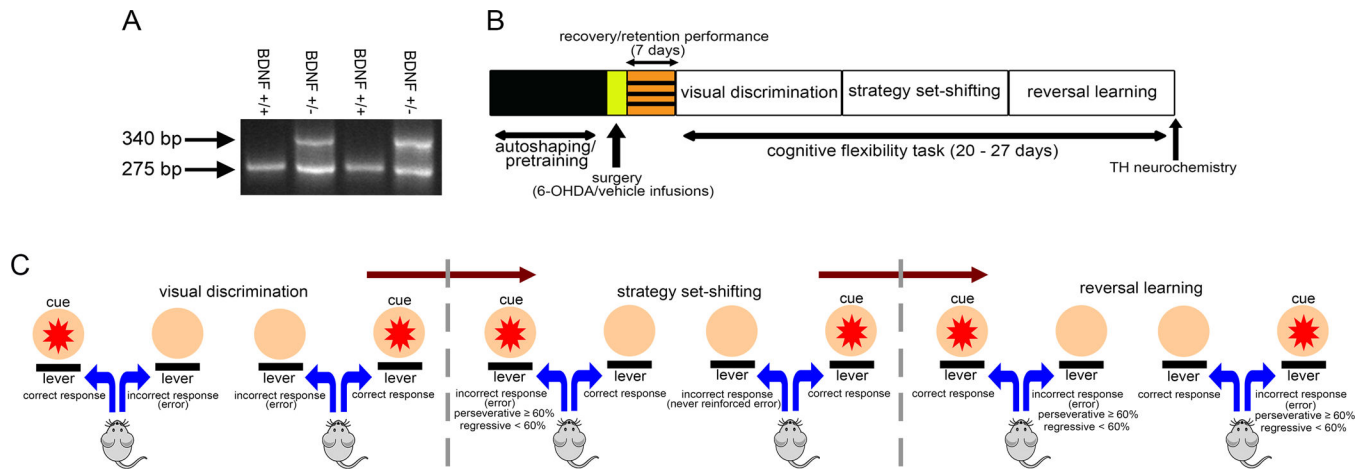 A
BDNF +/+
BDNF +/-
BDNF +/+
BDNF +/-
340 bp
275 bp
B
recovery/retention performance
(7 days)
visual discrimination
strategy set-shifting
reversal learning
autoshaping/
pretraining
surgery
(6-OHDA/vehicle infusions)
cognitive flexibility task (20 - 27 days)
TH neurochemistry
C
visual discrimination
cue
lever
correct response
lever
incorrect response
(error)
lever
incorrect response
(error)
cue
lever
correct response
strategy set-shifting
cue
lever
incorrect response
(error)
perseverative ≥ 60%
regressive < 60%
lever
correct response
lever
incorrect response
(never reinforced error)
cue
lever
correct response
reversal learning
cue
lever
correct response
lever
incorrect response
(error)
perseverative ≥ 60%
regressive < 60%
lever
correct response
cue
lever
incorrect response
(error)
perseverative ≥ 60%
regressive < 60%